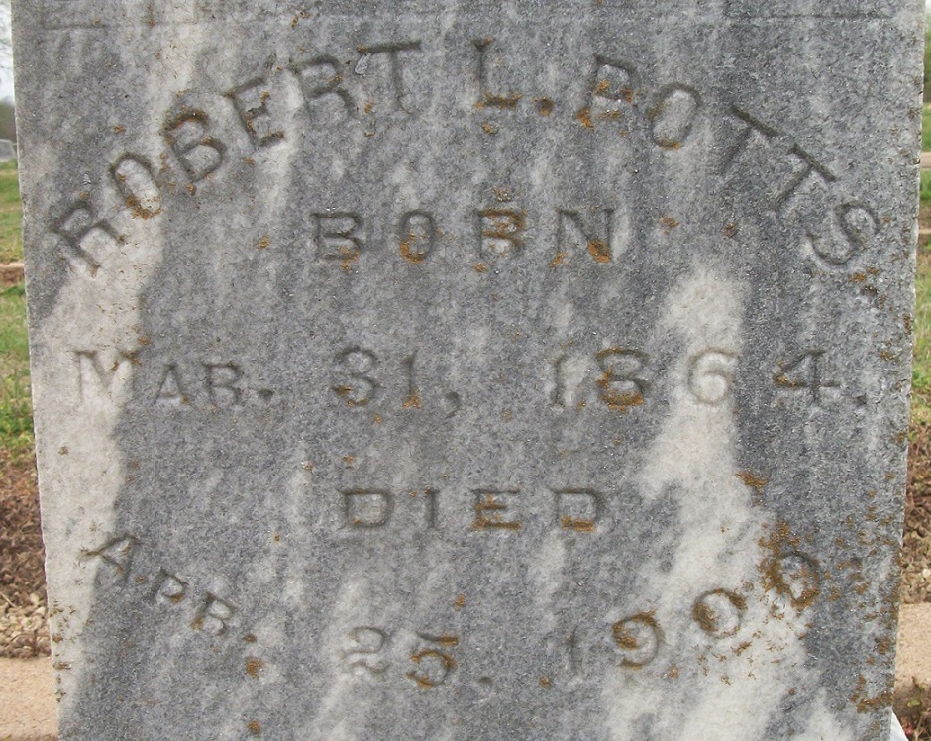 ROBERT L. POTTS.
BORN
MAR. 31, 1864.
DIED
APR. 25, 1900